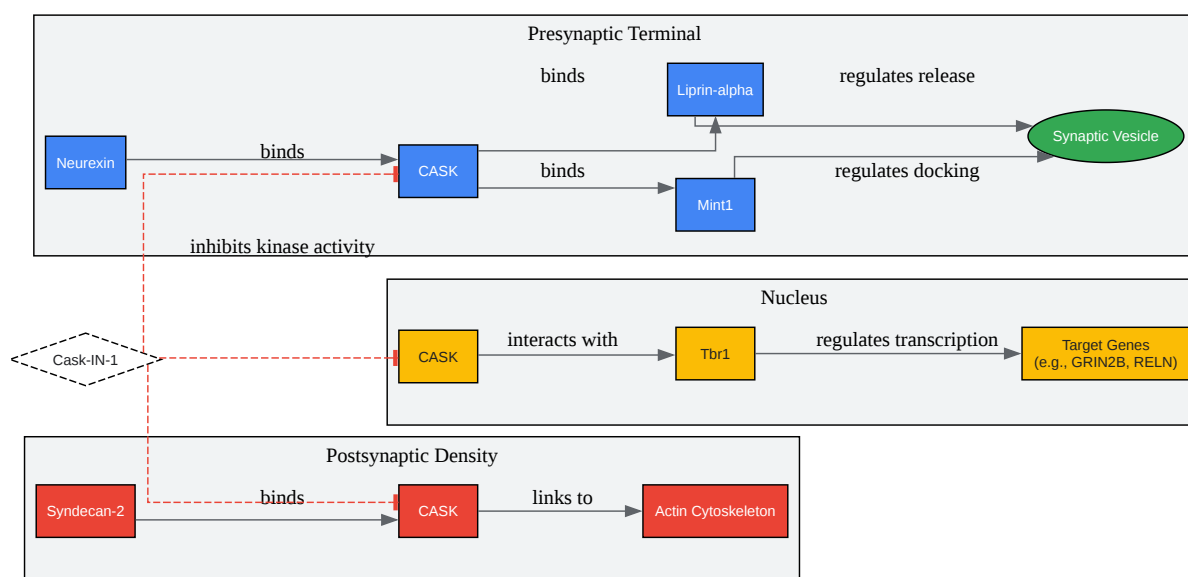 Presynaptic Terminal
binds
regulates release
Liprin-alpha
Synaptic Vesicle
Neurexin
binds
CASK
binds
regulates docking
Mint1
inhibits kinase activity
Nucleus
Cask-IN-1
CASK
interacts with
Tbr1
regulates transcription
Target Genes
(e.g., GRIN2B, RELN)
Postsynaptic Density
Syndecan-2
binds
CASK
links to
Actin Cytoskeleton